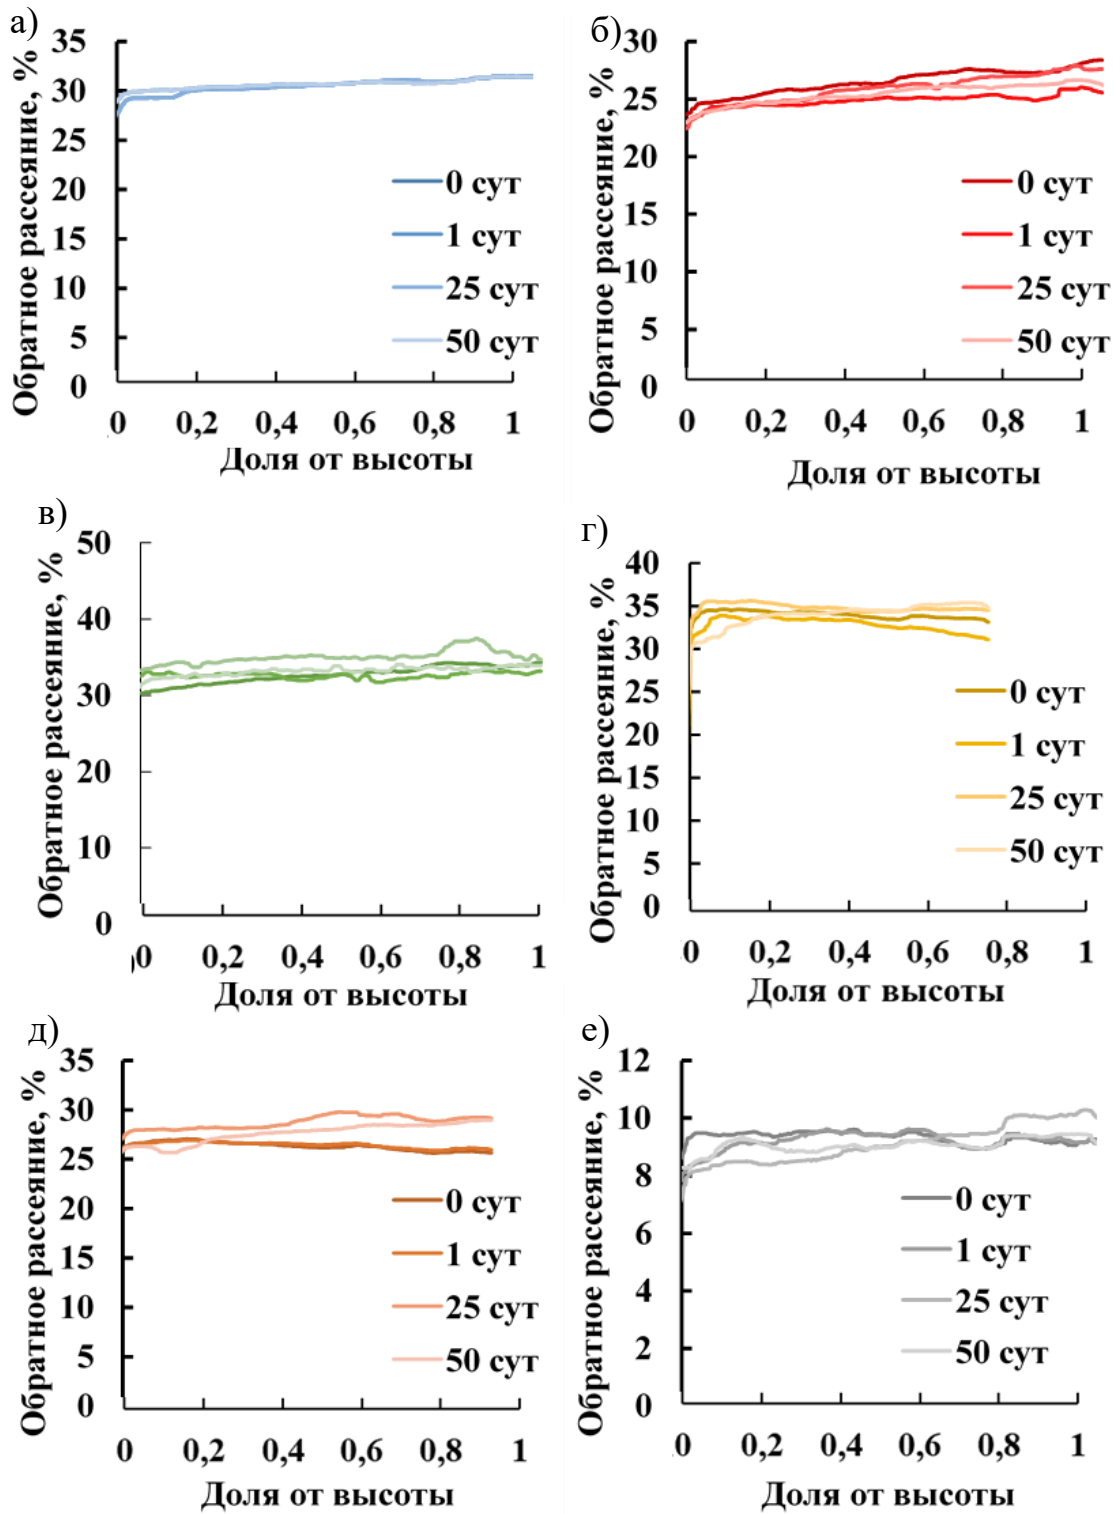 а)
Обратное рассеяние, %
35
30
25
20
15
10
5
0
0 сут
1 сут
25 сут
50 сут
0 0,2 0,4 0,6 0,8 1
Доля от высоты
б)
Обратное рассеяние, %
30
25
20
15
10
5
0
0 сут
1 сут
25 сут
50 сут
0 0,2 0,4 0,6 0,8 1
Доля от высоты
в)
Обратное рассеяние, %
50
40
30
20
10
0
0 0,2 0,4 0,6 0,8 1
Доля от высоты
г)
Обратное рассеяние, %
40
35
30
25
20
15
10
5
0
0 сут
1 сут
25 сут
50 сут
0 0,2 0,4 0,6 0,8 1
Доля от высоты
д)
Обратное рассеяние, %
35
30
25
20
15
10
5
0
0 сут
1 сут
25 сут
50 сут
0 0,2 0,4 0,6 0,8 1
Доля от высоты
е)
Обратное рассеяние, %
12
10
8
6
4
2
0
0 сут
1 сут
25 сут
50 сут
0 0,2 0,4 0,6 0,8 1
Доля от высоты